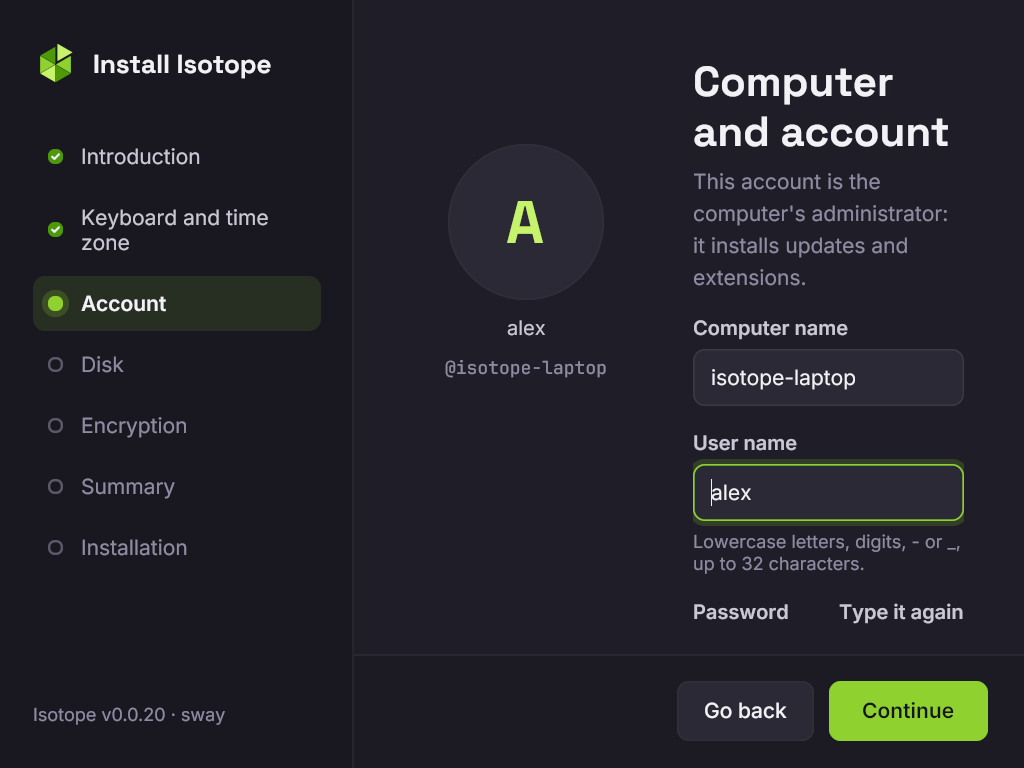 Install Isotope
Introduction
Keyboard and time
zone
Account
Disk
Encryption
Summary
Installation
Isotope v0.0.20 · sway
A
alex
@isotope-laptop
Computer
and account
This account is the
computer's administrator:
it installs updates and
extensions.
Computer name
isotope-laptop
User name
alex
Lowercase letters, digits, - or _,
up to 32 characters.
Password Type it again
Go back Continue